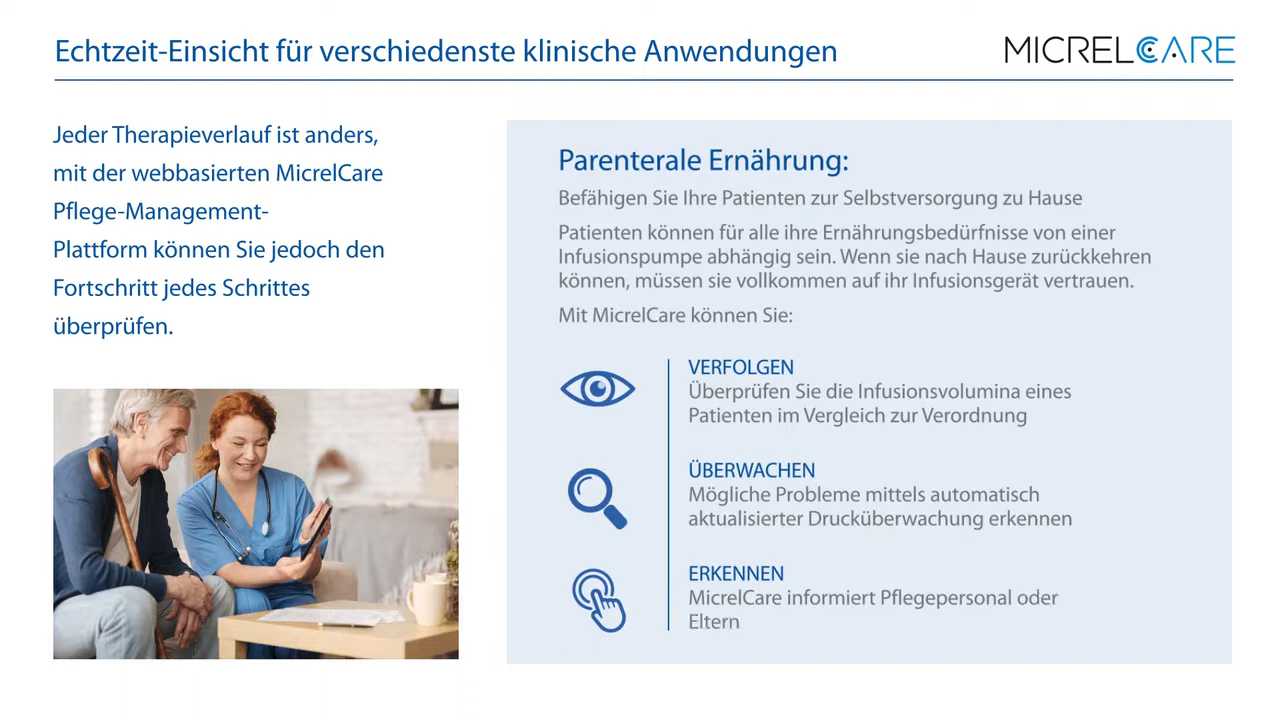 Echtzeit-Einsicht für verschiedenste klinische Anwendungen
MICRELCARE
Jeder Therapieverlauf ist anders,
mit der webbasierten MicrelCare
Pflege-Management-
Plattform können Sie jedoch den
Fortschritt jedes Schrittes
überprüfen.
Parenterale Ernährung:
Befähigen Sie Ihre Patienten zur Selbstversorgung zu Hause
Patienten können für alle ihre Ernährungsbedürfnisse von einer
Infusionspumpe abhängig sein. Wenn sie nach Hause zurückkehren
können, müssen sie vollkommen auf ihr Infusionsgerät vertrauen.
Mit MicrelCare können Sie:
VERFOLGEN
Überprüfen Sie die Infusionsvolumina eines
Patienten im Vergleich zur Verordnung
ÜBERWACHEN
Mögliche Probleme mittels automatisch
aktualisierter Drucküberwachung erkennen
ERKENNEN
MicrelCare informiert Pflegepersonal oder
Eltern